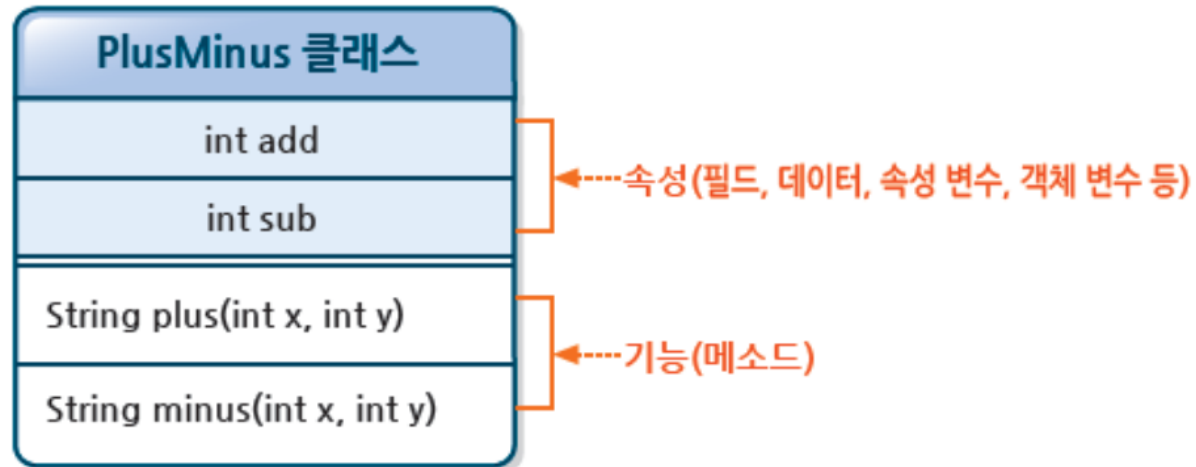 PlusMinus 클래스
int add
int sub
속성(필드, 데이터, 속성 변수, 객체 변수 등)
String plus(int x, int y)
String minus(int x, int y)
기능(메소드)